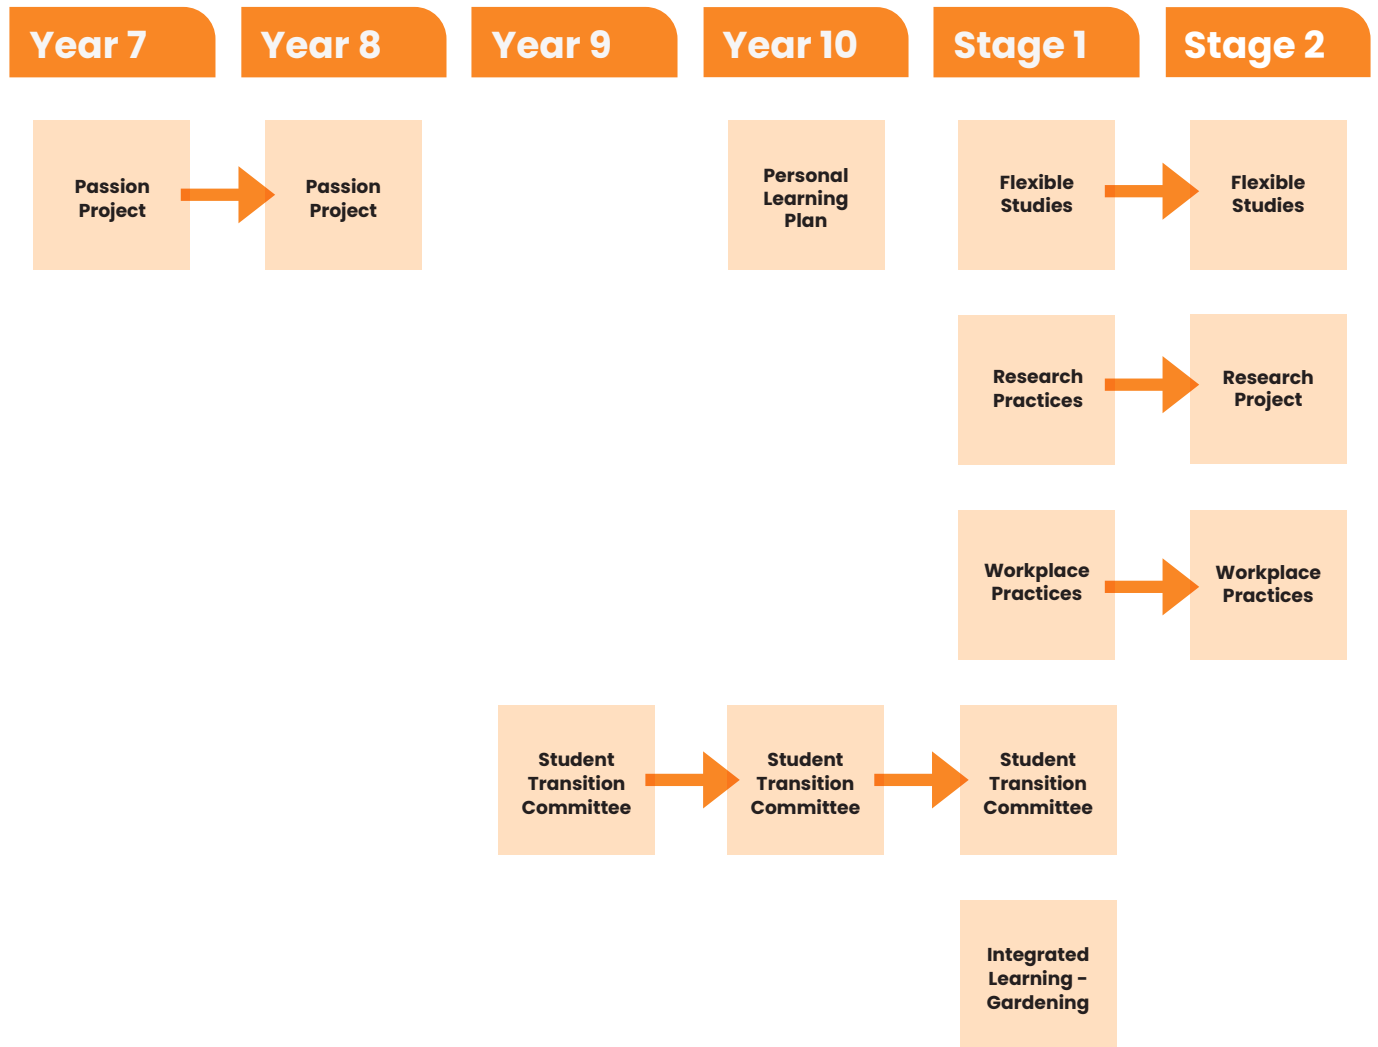 Year 7
Year 8
Year 9
Year 10
Stage 1
Stage 2
Passion
Project
Passion
Project
Personal
Learning
Plan
Flexible
Studies
Flexible
Studies
Research
Practices
Research
Project
Workplace
Practices
Workplace
Practices
Student
Transition
Committee
Student
Transition
Committee
Student
Transition
Committee
Integrated
Learning -
Gardening